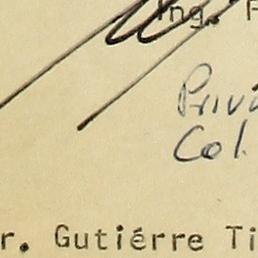 Ing. F
Priva
Col.
r. Gutiérre Ti